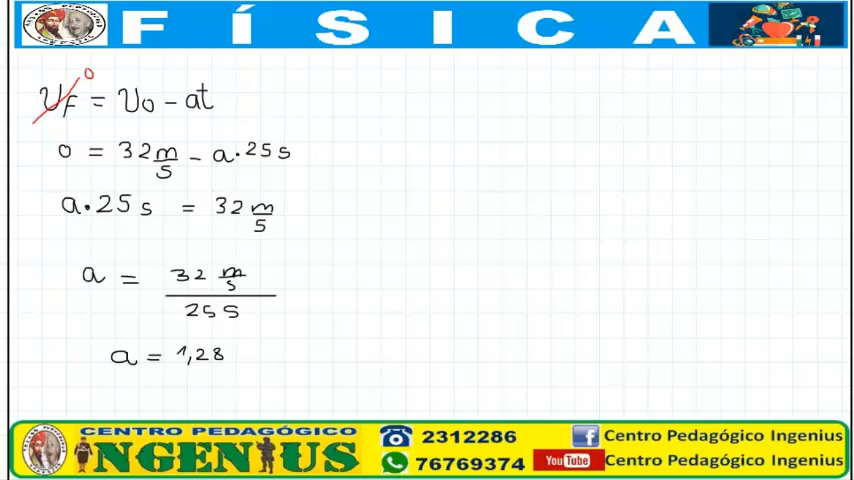 FÍSICA
0
VF = Vo - at
0 = 32 m/s - a.25 s
a.25 s = 32 m/s
a = 32 m/s / 25 s
a = 1,28
CENTRO PEDAGÓGICO
INGENIUS
2312286
76769374
Centro Pedagógico Ingenius
YouTube Centro Pedagógico Ingenius